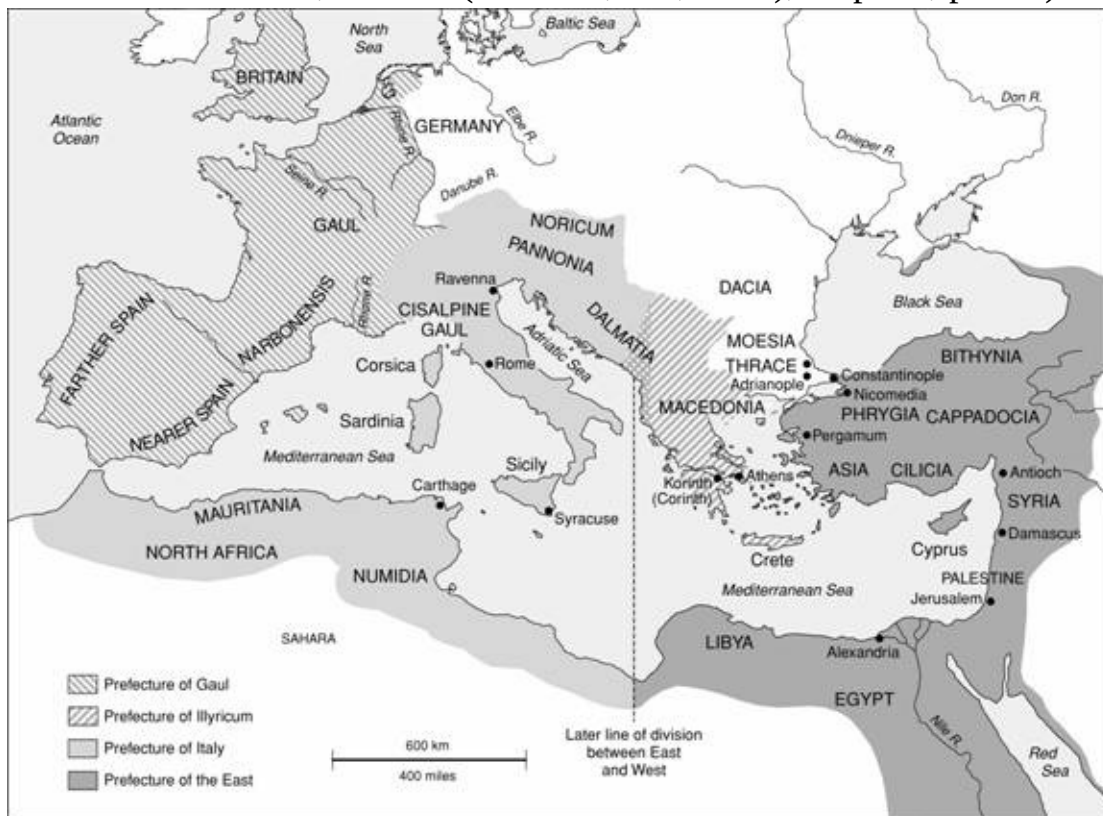 North
Sea
Baltic Sea
BRITAIN
Atlantic
Ocean
Rhine R.
GERMANY
Elbe R.
Don R.
Dnieper R.
Seine R.
Danube R.
GAUL
NORICUM
PANNONIA
Ravenna
DACIA
Black Sea
FARTHER SPAIN
NARBONENSIS
Rhone R.
CISALPINE
GAUL
DALMATIA
Adriatic Sea
MOESIA
BITHYNIA
Corsica
Rome
THRACE
Adrianople
Constantinople
Nicomedia
NEARER SPAIN
Sardinia
MACEDONIA
PHRYGIA
CAPPADOCIA
Pergamum
Mediterranean Sea
Sicily
ASIA
CILICIA
Antioch
Carthage
Korinth
(Corinth)
Athens
SYRIA
MAURITANIA
Syracuse
Damascus
NORTH AFRICA
Crete
Cyprus
NUMIDIA
Mediterranean Sea
PALESTINE
Jerusalem
SAHARA
LIBYA
Alexandria
EGYPT
Nile R.
Red
Sea
Prefecture of Gaul
Prefecture of Illyricum
Prefecture of Italy
Prefecture of the East
600 km
400 miles
Later line of division
between East
and West